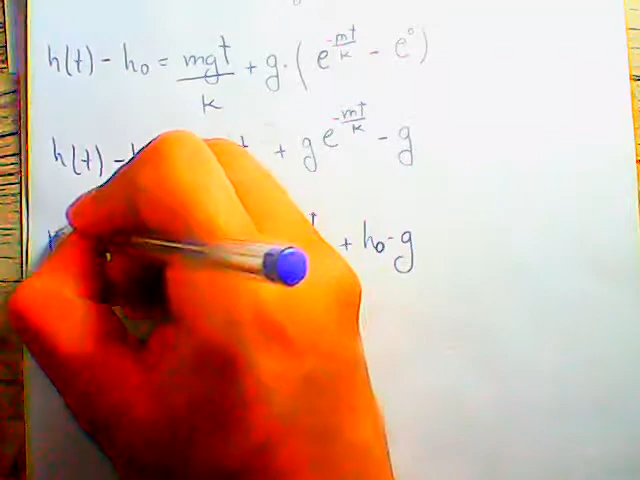 h(t) - h₀ = mgt/k + g·(e^(-mt/k) - e⁰)
h(t) - + ge^(-mt/k) - g
+ h₀ - g